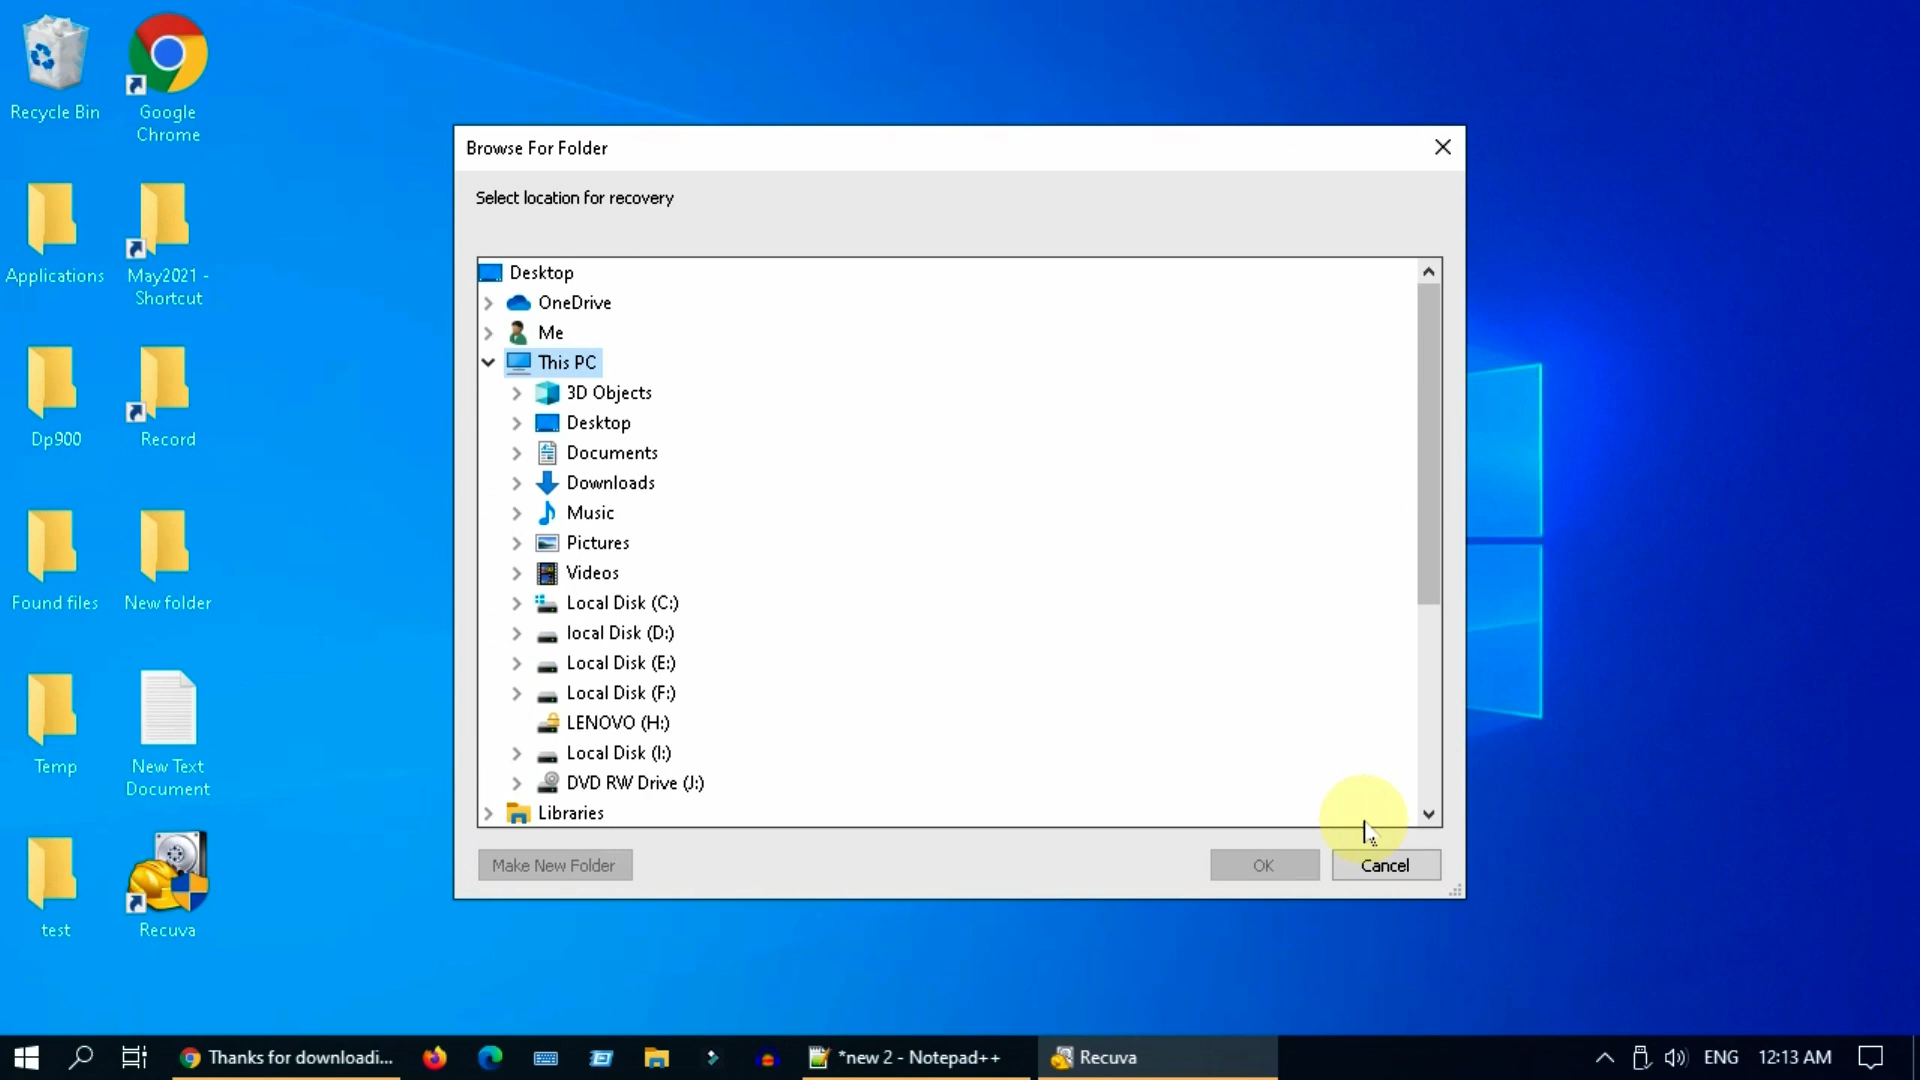 Recycle Bin
Google
Chrome
Applications
May2021 -
Shortcut
Dp900
Record
Found files
New folder
Temp
New Text
Document
test
Recuva
Browse For Folder
Select location for recovery
Desktop
OneDrive
Me
This PC
3D Objects
Desktop
Documents
Downloads
Music
Pictures
Videos
Local Disk (C:)
local Disk (D:)
Local Disk (E:)
Local Disk (F:)
LENOVO (H:)
Local Disk (I:)
DVD RW Drive (J:)
Libraries
Make New Folder
OK
Cancel
Thanks for downloadi...
*new 2 - Notepad++
Recuva
ENG
12:13 AM